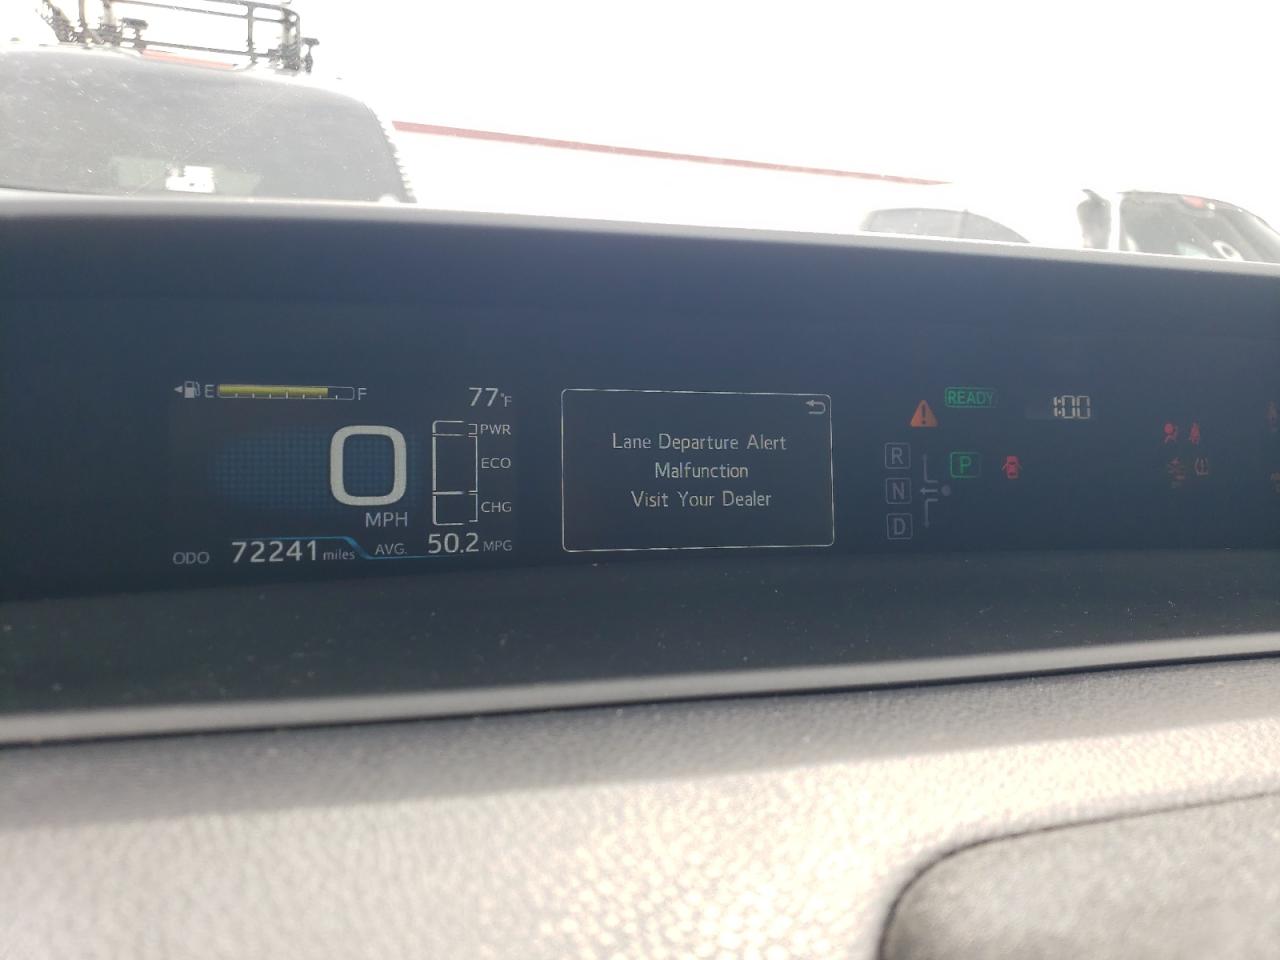 E F
77°F
0
MPH
PWR
ECO
CHG
ODO 72241 miles AVG. 50.2 MPG
Lane Departure Alert
Malfunction
Visit Your Dealer
READY
1:00
R
P
N
D